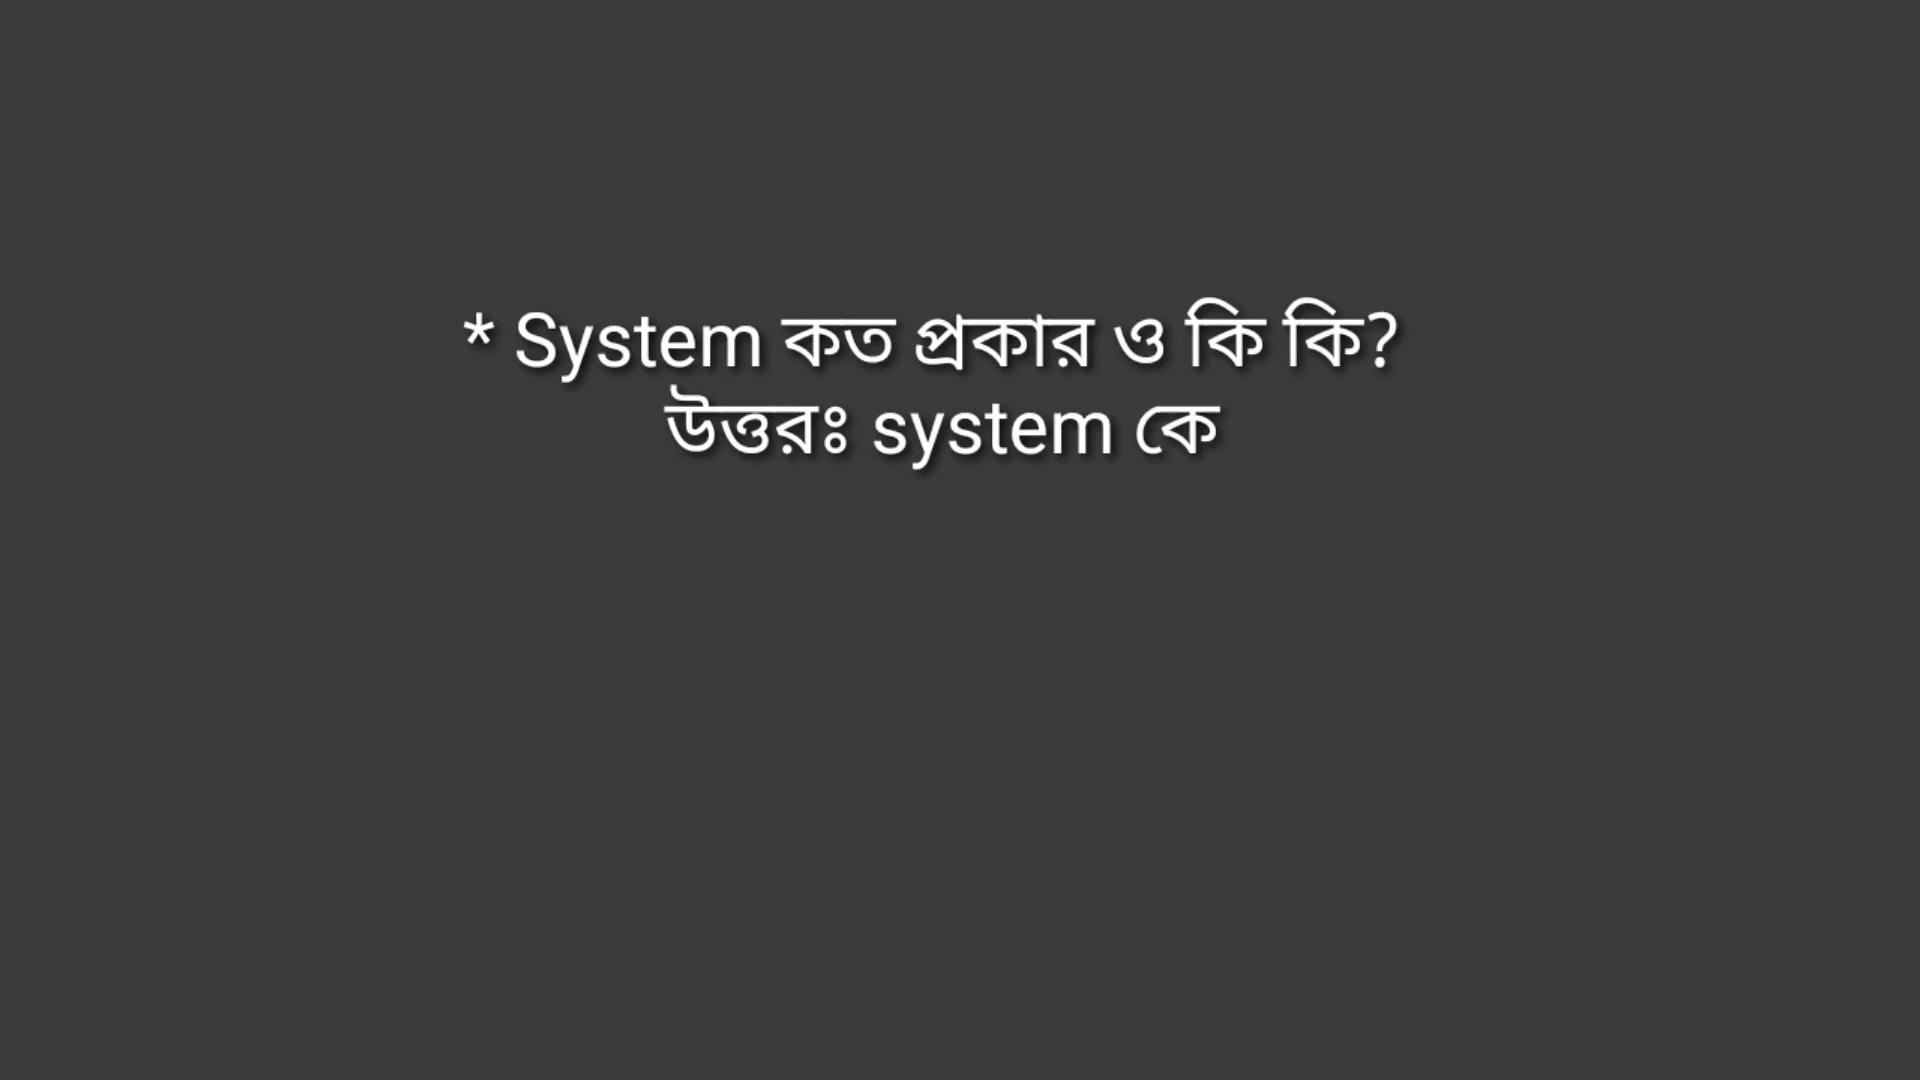 * System কত প্রকার ও কি কি?
উত্তরঃ system কে